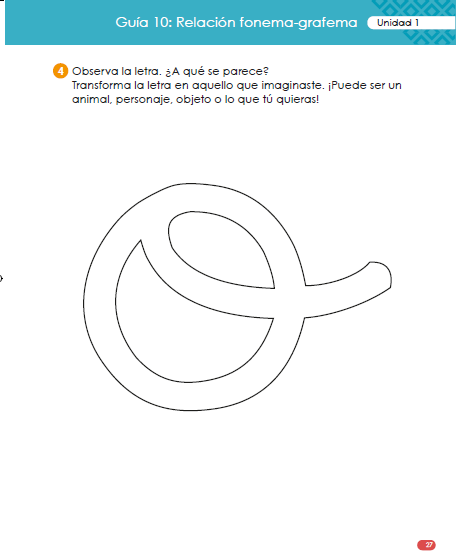 Guía 10: Relación fonema-grafema
Unidad 1
4 Observa la letra. ¿A qué se parece?
Transforma la letra en aquello que imaginaste. ¡Puede ser un
animal, personaje, objeto o lo que tú quieras!
27